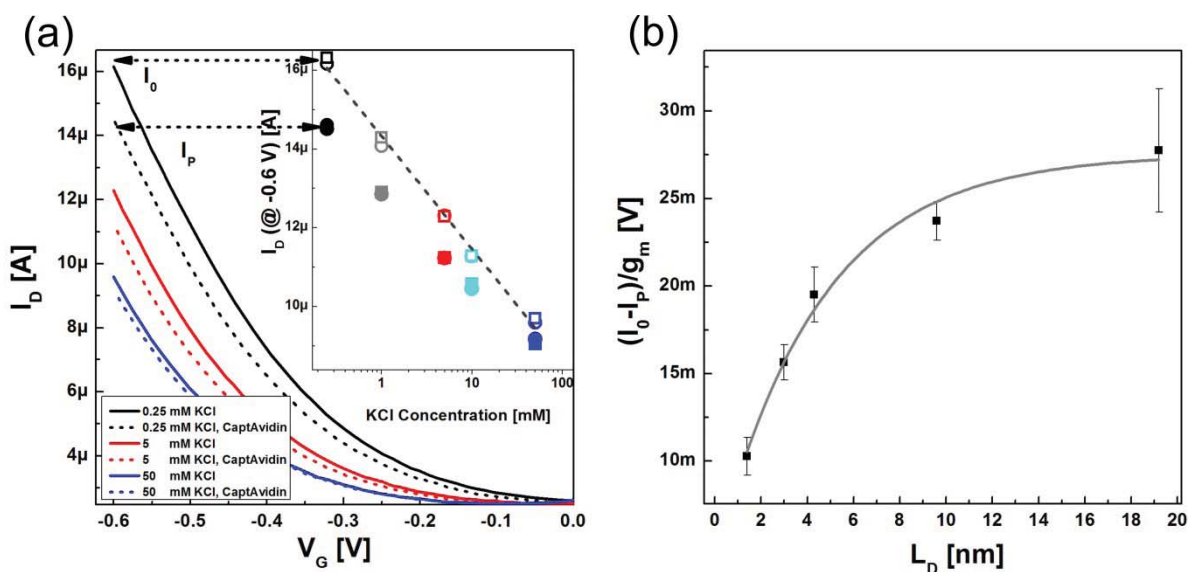 (a)
16µ
14µ
12µ
10µ
8µ
6µ
4µ
I_D [A]
-0.6 -0.5 -0.4 -0.3 -0.2 -0.1 0.0
V_G [V]
I_0
I_P
0.25 mM KCl
0.25 mM KCl, CaptAvidin
5 mM KCl
5 mM KCl, CaptAvidin
50 mM KCl
50 mM KCl, CaptAvidin
16µ
14µ
12µ
10µ
I_D (@ -0.6 V) [A]
1 10 100
KCl Concentration [mM]
(b)
30m
25m
20m
15m
10m
(I_0-I_P)/g_m [V]
0 2 4 6 8 10 12 14 16 18 20
L_D [nm]